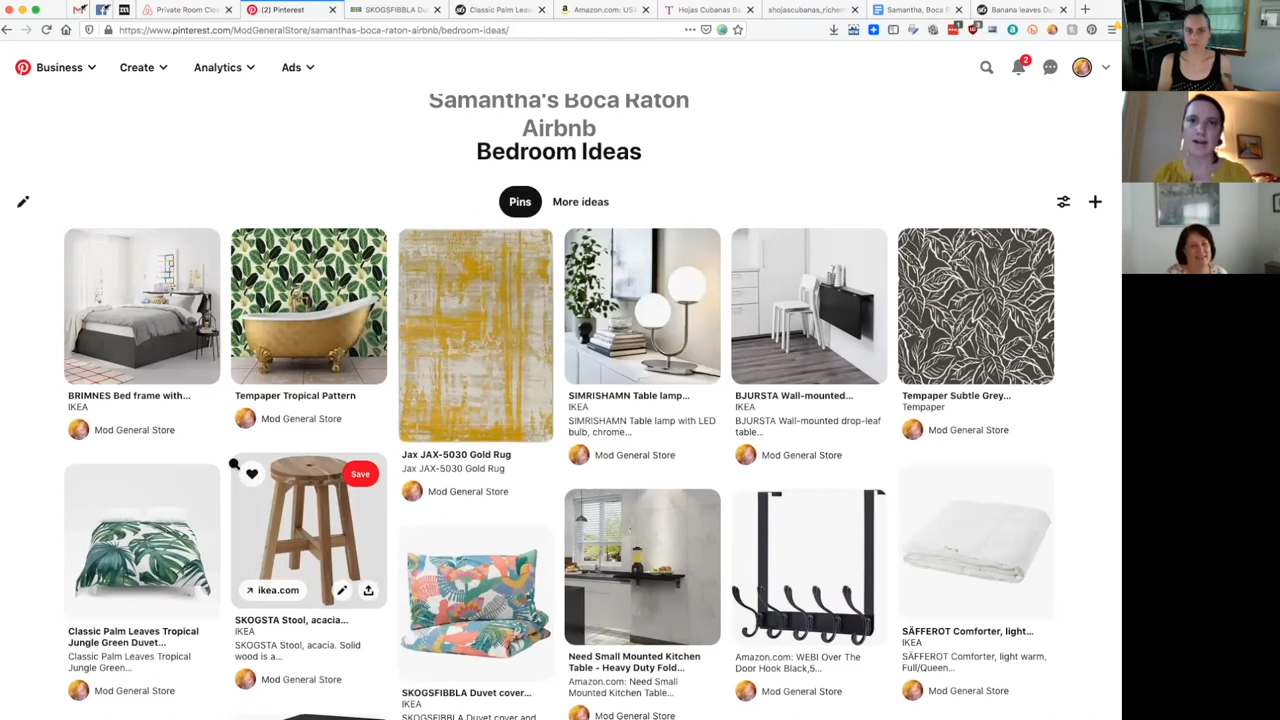 Private Room Clos
(2) Pinterest
SKOGSFIBBLA Du
Classic Palm Leav
Amazon.com: US
Hojas Cubanas B
shojascubanas_richer
Samantha, Boca R
Banana leaves D
https://www.pinterest.com/ModGeneralStore/samanthas-boca-raton-airbnb/bedroom-ideas/
Business
Create
Analytics
Ads
2
Samantha's Boca Raton
Airbnb
Bedroom Ideas
Pins
More ideas
BRIMNES Bed frame with...
IKEA
Mod General Store
Tempaper Tropical Pattern
Mod General Store
Jax JAX-5030 Gold Rug
Jax JAX-5030 Gold Rug
Mod General Store
SIMRISHAMN Table lamp...
IKEA
SIMRISHAMN Table lamp with LED
bulb, chrome...
Mod General Store
BJURSTA Wall-mounted...
IKEA
BJURSTA Wall-mounted drop-leaf
table...
Mod General Store
Tempaper Subtle Grey...
Tempaper
Mod General Store
Classic Palm Leaves Tropical
Jungle Green Duvet...
Classic Palm Leaves Tropical
Jungle Green...
Mod General Store
Save
ikea.com
SKOGSTA Stool, acacia...
IKEA
SKOGSTA Stool, acacia. Solid
wood is a...
Mod General Store
SKOGSFIBBLA Duvet cover...
IKEA
SKOGSFIBBLA Duvet cover and
Need Small Mounted Kitchen
Table - Heavy Duty Fold...
Amazon.com: Need Small
Mounted Kitchen Table...
Mod General Store
Amazon.com: WEBI Over The
Door Hook Black,5...
Mod General Store
SÄFFEROT Comforter, light...
IKEA
SÄFFEROT Comforter, light warm,
Full/Queen...
Mod General Store